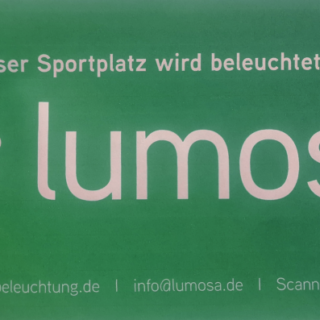 ser Sportplatz wird beleuchtet
lumos
beleuchtung.de | info@lumosa.de | Scann